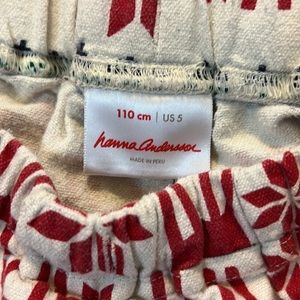 110 cm | US 5
hanna andersson
MADE IN PERU